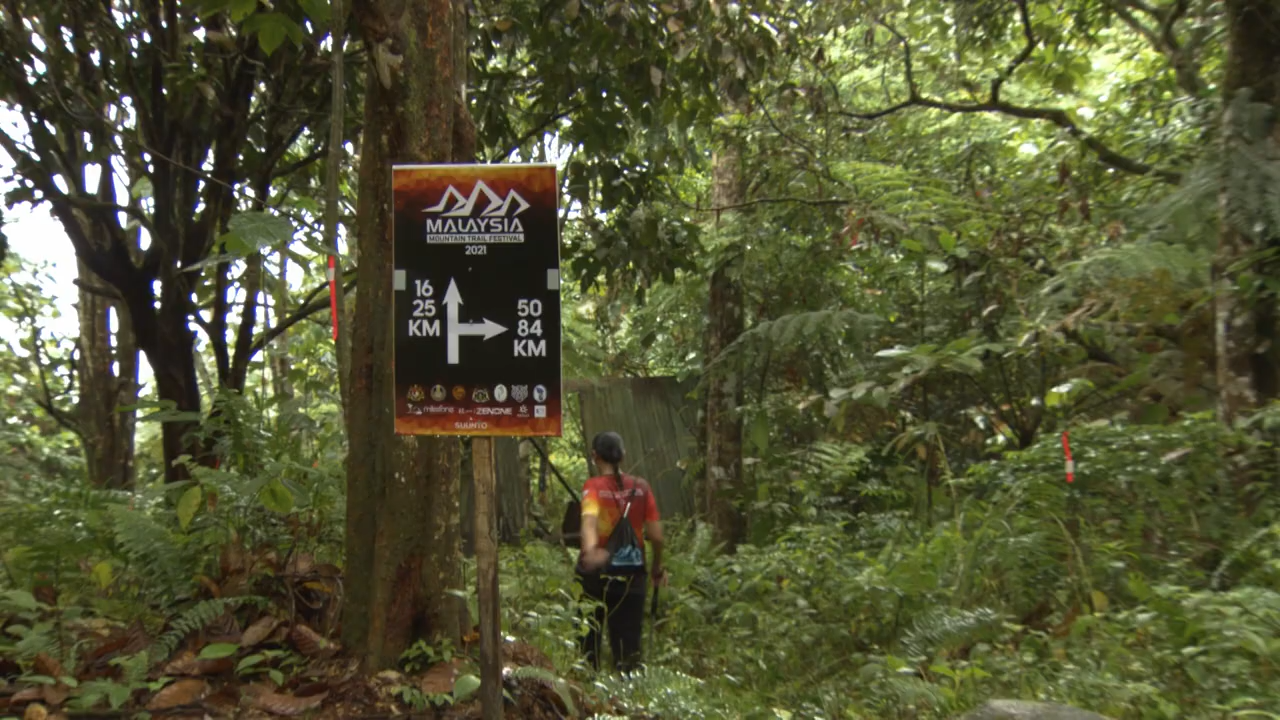 MALAYSIA
MOUNTAIN TRAIL FESTIVAL
2021
16
25
KM
50
84
KM
ZENONE
SUUNTO